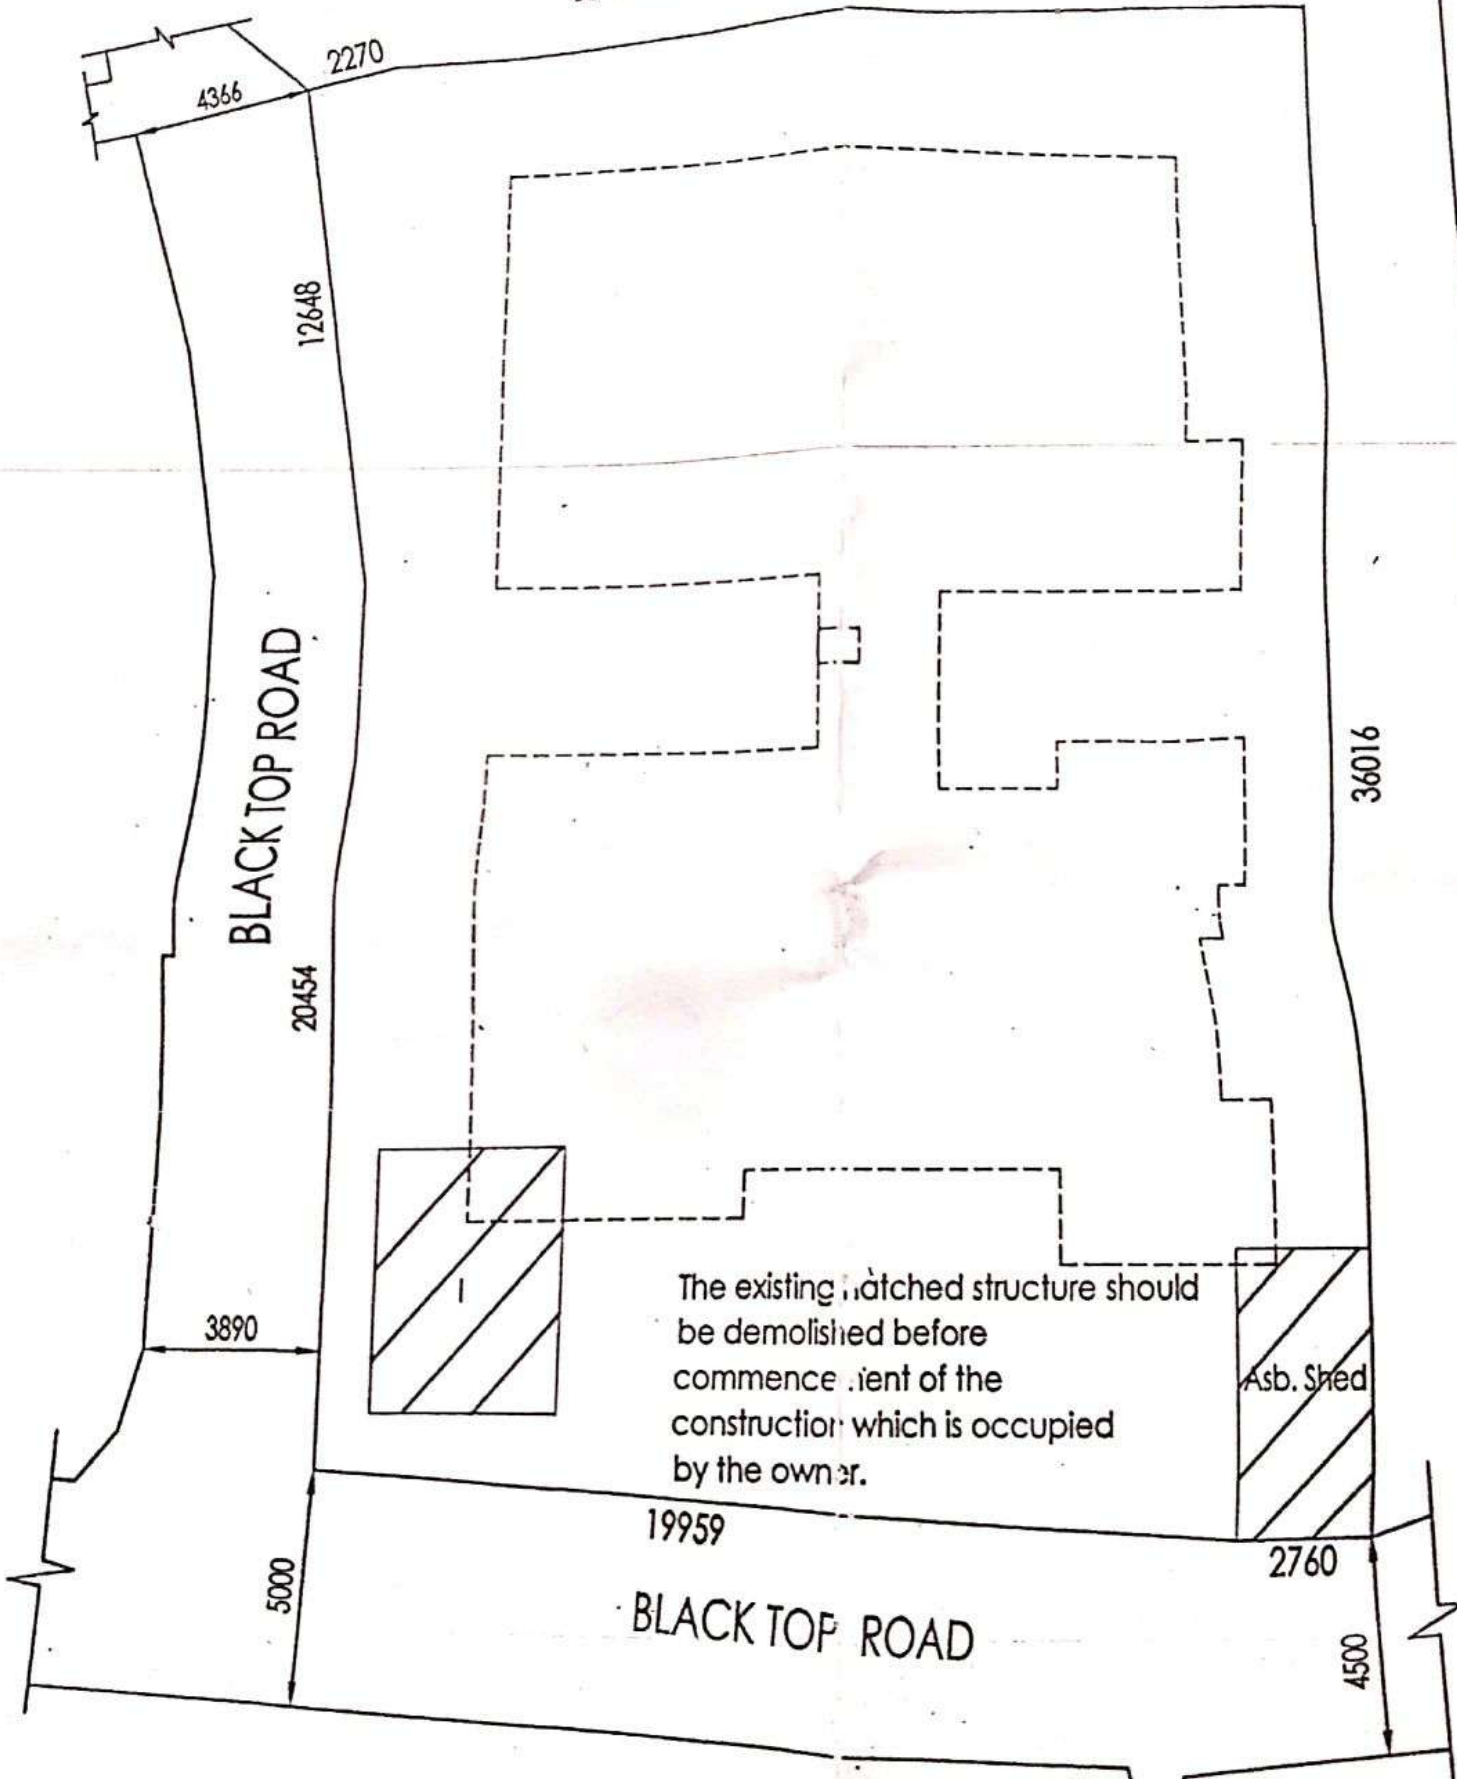 2270
4366
12648
BLACK TOP ROAD
36016
20454
I
The existing hatched structure should
be demolished before
commencement of the
construction which is occupied
by the owner.
Asb. Shed
3890
19959
2760
5000
BLACK TOP ROAD
4500